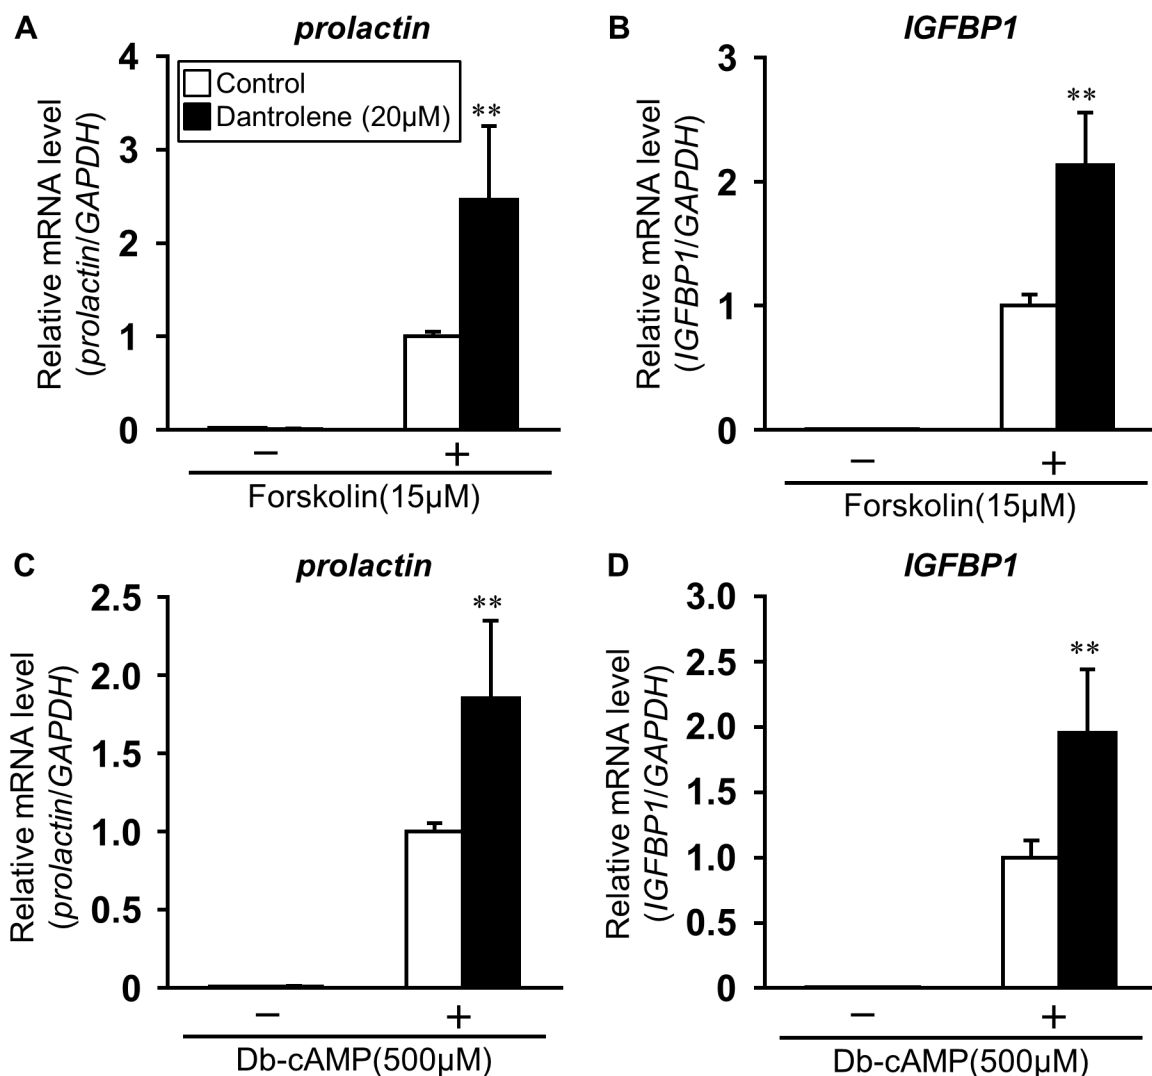 A
prolactin
Relative mRNA level
(prolactin/GAPDH)
4
3
2
1
0
Control
Dantrolene (20µM)
**
− +
Forskolin(15µM)
B
IGFBP1
Relative mRNA level
(IGFBP1/GAPDH)
3
2
1
0
**
− +
Forskolin(15µM)
C
prolactin
Relative mRNA level
(prolactin/GAPDH)
2.5
2.0
1.5
1.0
0.5
0
**
− +
Db-cAMP(500µM)
D
IGFBP1
Relative mRNA level
(IGFBP1/GAPDH)
3.0
2.5
2.0
1.5
1.0
0.5
0
**
− +
Db-cAMP(500µM)